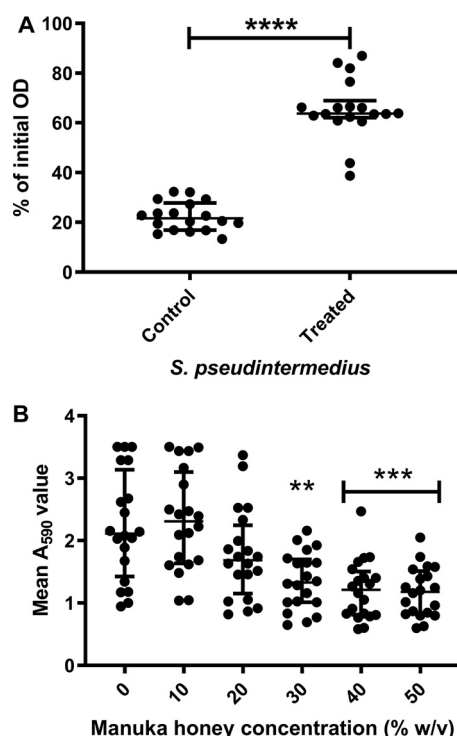 A
****
% of initial OD
100
80
60
40
20
0
Control
Treated
S. pseudintermedius
B
Mean A590 value
4
3
2
1
0
**
***
0
10
20
30
40
50
Manuka honey concentration (% w/v)